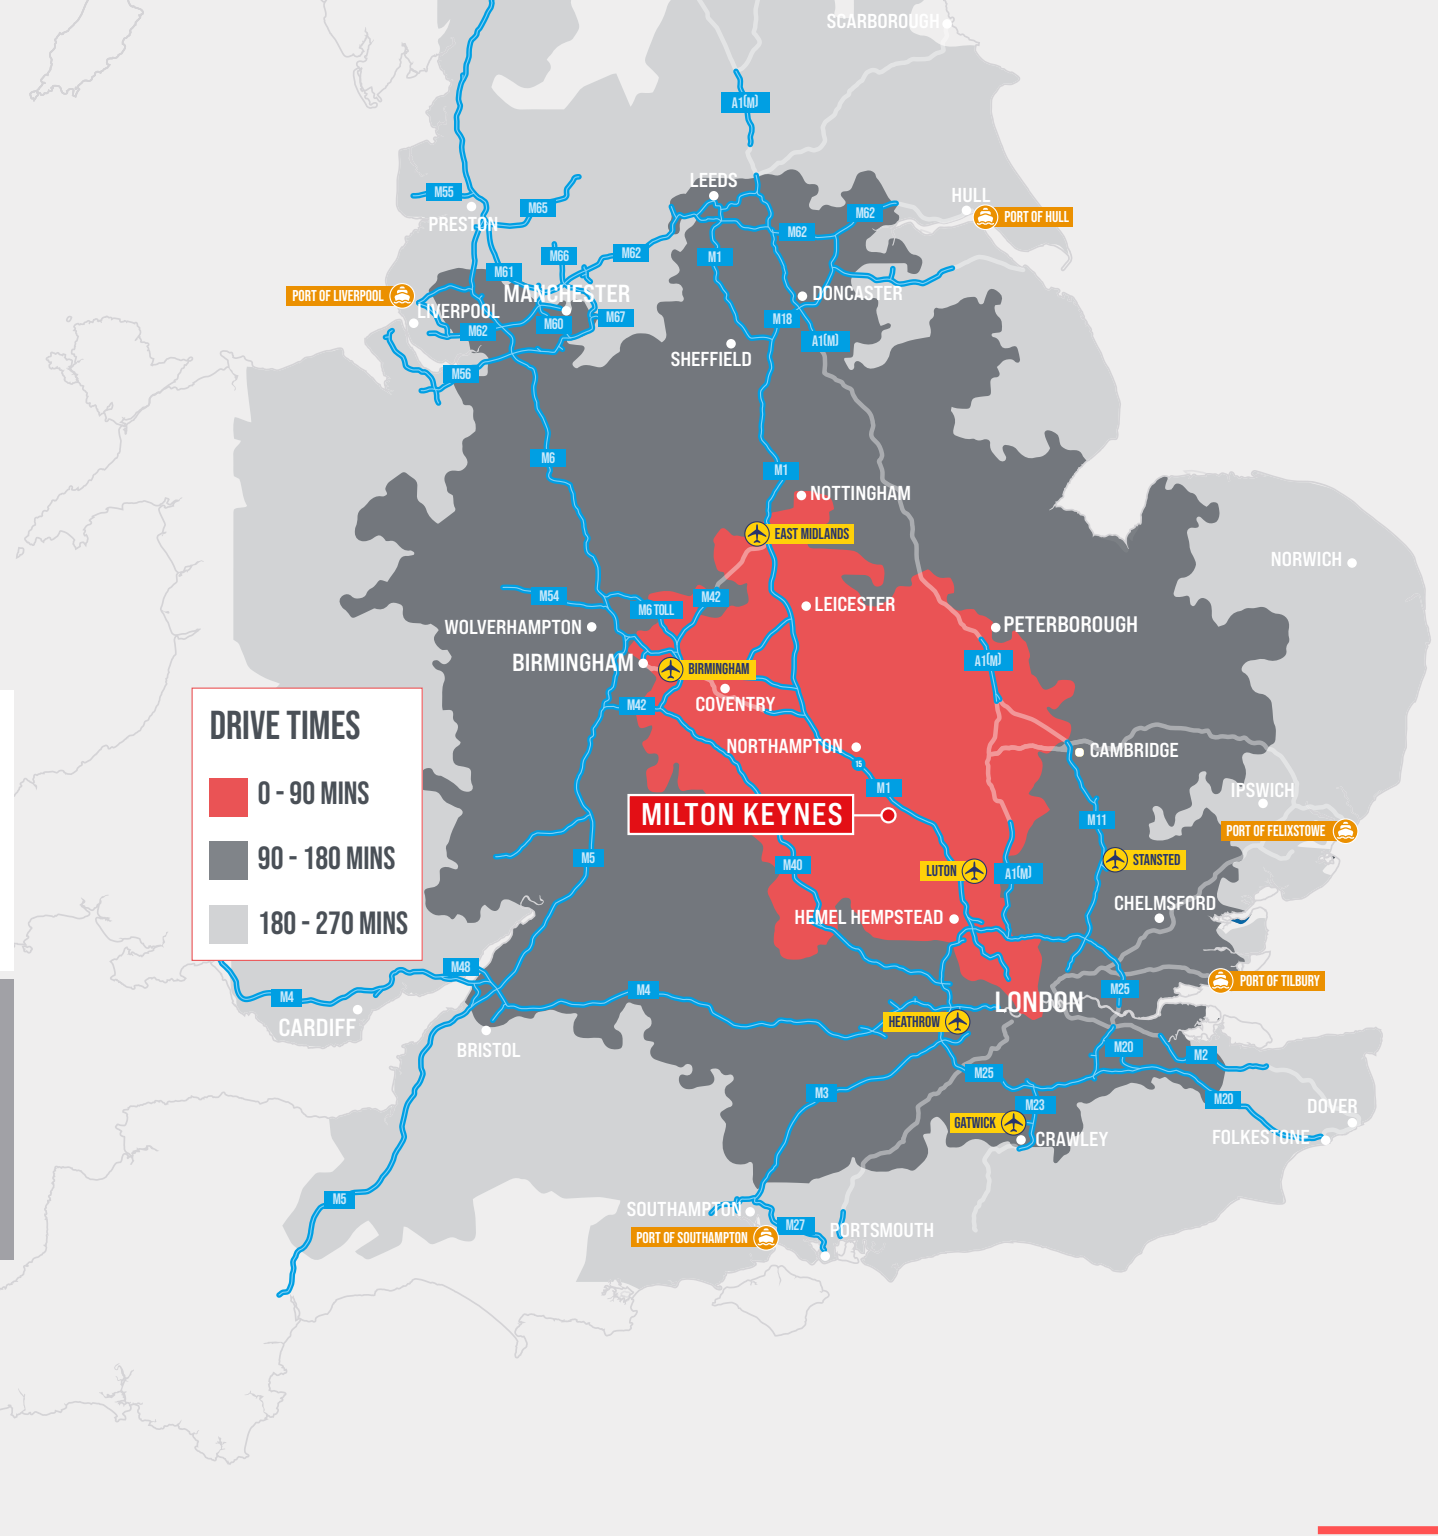 SCARBOROUGH
A1(M)
LEEDS
M55
PRESTON
M65
HULL
PORT OF HULL
M62
M62
M66
M62
M1
M61
PORT OF LIVERPOOL
MANCHESTER
DONCASTER
LIVERPOOL
M62
M60
M67
M18
A1(M)
SHEFFIELD
M56
M6
M1
NOTTINGHAM
EAST MIDLANDS
NORWICH
M54
M6 TOLL
M42
LEICESTER
WOLVERHAMPTON
PETERBOROUGH
BIRMINGHAM
BIRMINGHAM
A1(M)
COVENTRY
M42
DRIVE TIMES
0 - 90 MINS
90 - 180 MINS
180 - 270 MINS
NORTHAMPTON
CAMBRIDGE
15
M1
IPSWICH
MILTON KEYNES
M11
PORT OF FELIXSTOWE
M5
M40
LUTON
A1(M)
STANSTED
CHELMSFORD
HEMEL HEMPSTEAD
M48
M4
M4
PORT OF TILBURY
M25
LONDON
CARDIFF
HEATHROW
BRISTOL
M20
M2
M25
M3
M23
M20
GATWICK
DOVER
CRAWLEY
FOLKESTONE
M5
SOUTHAMPTON
M27
PORTSMOUTH
PORT OF SOUTHAMPTON